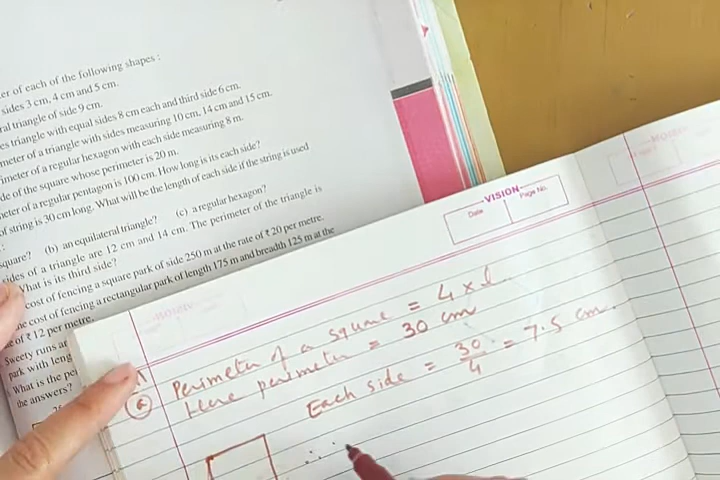 er of each of the following shapes :
sides 3 cm, 4 cm and 5 cm.
ral triangle of side 9 cm.
es triangle with equal sides 8 cm each and third side 6 cm.
meter of a triangle with sides measuring 10 cm, 14 cm and 15 cm.
imeter of a regular hexagon with each side measuring 8 m.
de of the square whose perimeter is 20 m.
neter of a regular pentagon is 100 cm. How long is its each side?
of string is 30 cm long. What will be the length of each side if the string is used
:
square? (b) an equilateral triangle? (c) a regular hexagon?
sides of a triangle are 12 cm and 14 cm. The perimeter of the triangle is
What is its third side?
cost of fencing a square park of side 250 m at the rate of ₹ 20 per metre.
he cost of fencing a rectangular park of length 175 m and breadth 125 m at the
e of ₹ 12 per metre.
Sweety runs ar
park with leng
What is the per
the answers?
VISION
Date
Page No.
Perimeter of a square = 4 × l
(a) Here perimeter = 30 cm
Each side = 30/4 = 7.5 cm.
∴